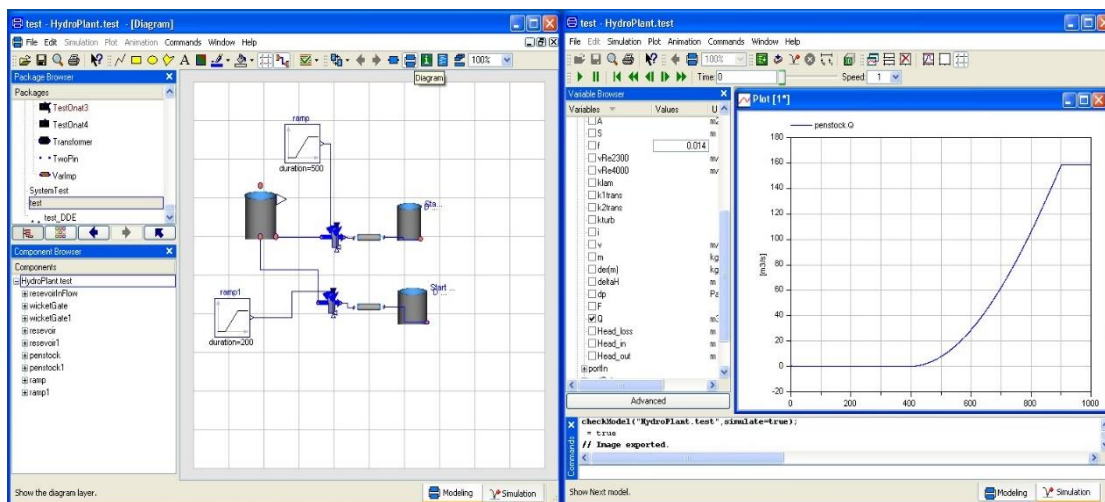 test - HydroPlant.test - [Diagram]
File Edit Simulation Plot Animation Commands Window Help
100%
Diagram
Package Browser
Packages
TestOnat3
TestOnat4
Transformer
TwoPin
VarImp
SystemTest
test
test_DDE
Component Browser
Components
HydroPlant.test
resevoirInFlow
wicketGate
wicketGate1
resevoir
resevoir1
penstock
penstock1
ramp
ramp1
ramp
duration=500
Sta...
D...
ramp1
duration=200
Start ...
D ...
Show the diagram layer.
Modeling
Simulation
test - HydroPlant.test
File Edit Simulation Plot Animation Commands Window Help
100%
Time: 0
Speed: 1
Variable Browser
Variables Values U
A m2
S m
f 0.014
vRe2300 m/
vRe4000 m/
klam
k1trans
k2trans
kturb
i
v m/
m kg
der(m) kg
deltaH m
dp Pa
F
Q m3
Head_loss m
Head_in m
Head_out m
portIn
Advanced
Plot [1*]
penstock.Q
180
160
140
120
100
80
60
40
20
0
-20
[m3/s]
0 200 400 600 800 1000
Commands
checkModel("HydroPlant.test",simulate=true);
= true
// Image exported.
Show Next model.
Modeling
Simulation